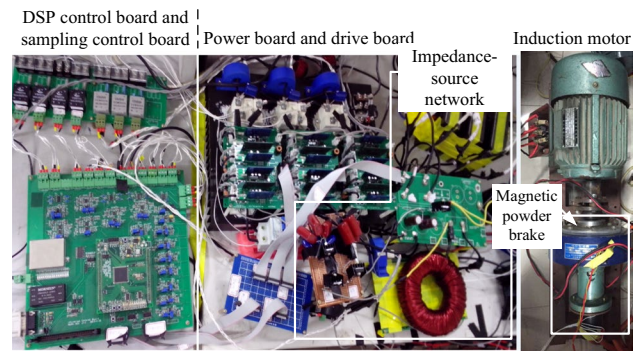 DSP control board and
sampling control board
Power board and drive board
Impedance-
source
network
Induction motor
Magnetic
powder
brake